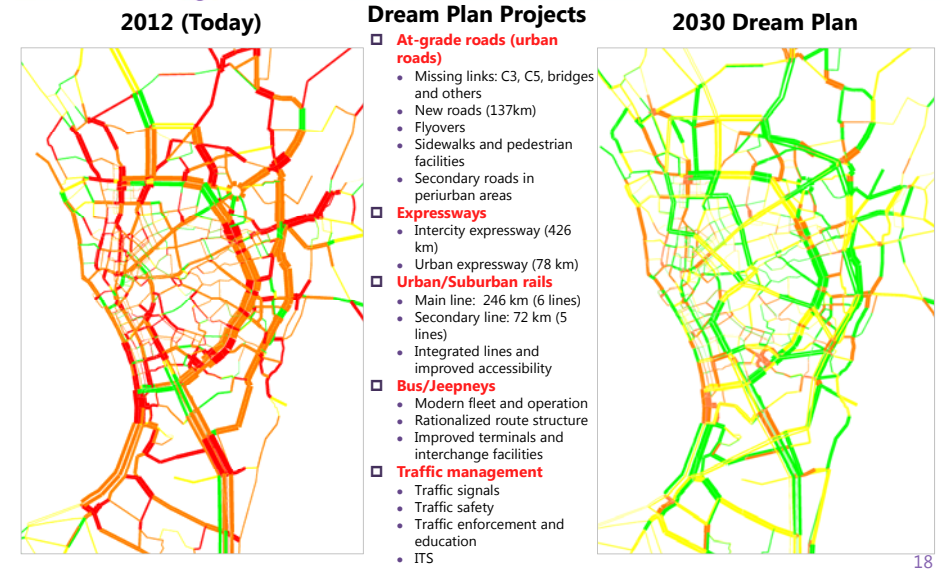 2012 (Today)
Dream Plan Projects
At-grade roads (urban
roads)
Missing links: C3, C5, bridges
and others
New roads (137km)
Flyovers
Sidewalks and pedestrian
facilities
Secondary roads in
periurban areas
Expressways
Intercity expressway (426
km)
Urban expressway (78 km)
Urban/Suburban rails
Main line:  246 km (6 lines)
Secondary line: 72 km (5
lines)
Integrated lines and
improved accessibility
Bus/Jeepneys
Modern fleet and operation
Rationalized route structure
Improved terminals and
interchange facilities
Traffic management
Traffic signals
Traffic safety
Traffic enforcement and
education
ITS
2030 Dream Plan
18